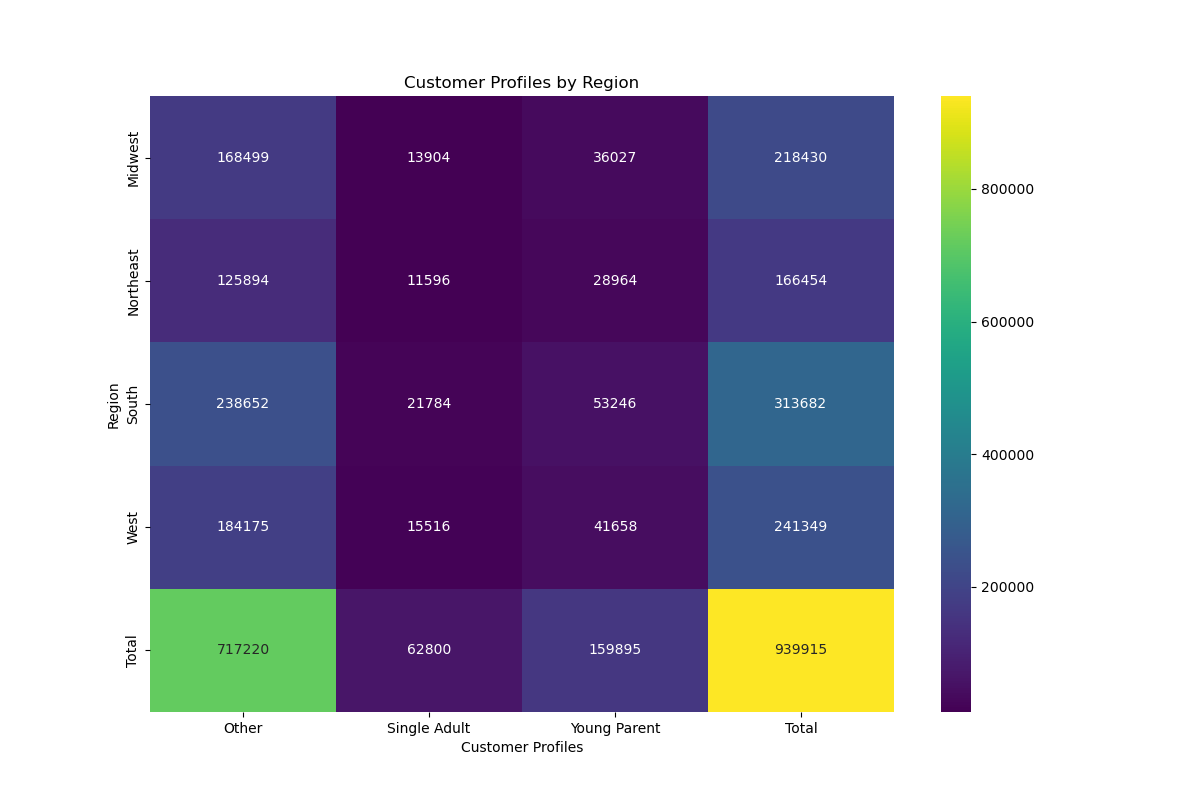 Customer Profiles by Region
Region
Midwest 168499 13904 36027 218430
Northeast 125894 11596 28964 166454
South 238652 21784 53246 313682
West 184175 15516 41658 241349
Total 717220 62800 159895 939915
Other Single Adult Young Parent Total
Customer Profiles
800000
600000
400000
200000